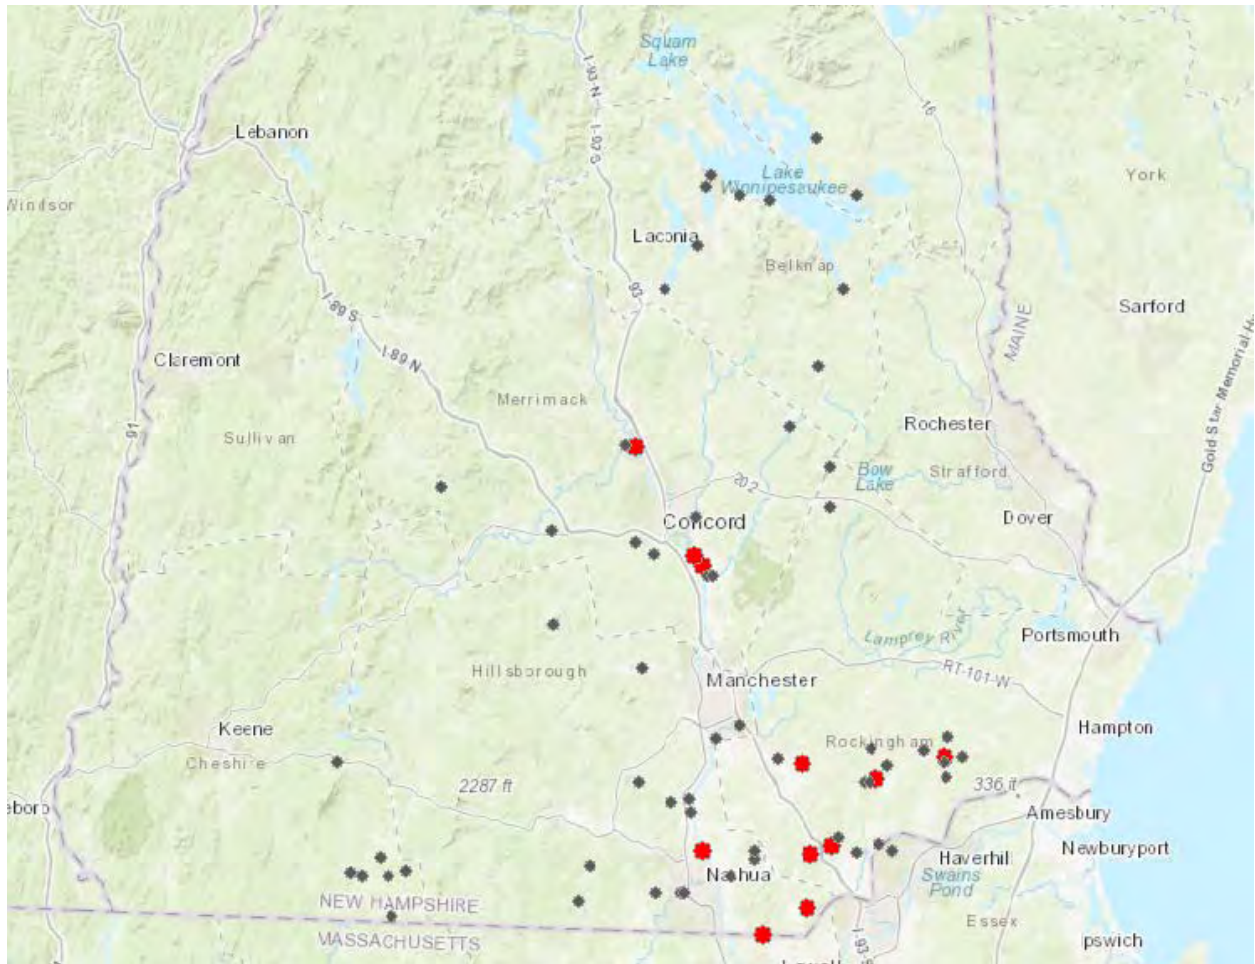 Squam
Lake
I-93-N
I-93 S
16
Lebanon
Lake
Winnipesaukee
York
Windsor
Laconia
Belknap
93
I-89 S
Sarford
MAINE
I-89 N
Claremont
Merrimack
91
Sullivan
Rochester
Gold Star Memorial H
Bow
Lake
Strafford
202
Concord
Dover
Lamprey River
Portsmouth
Hillsborough
RT-101-W
Manchester
Keene
Hampton
Cheshire
Rockingham
2287 ft
336 ft
eboro
Amesbury
Newburyport
Haverhill
Nashua
Swains
Pond
NEW HAMPSHIRE
Essex
I-93-S
MASSACHUSETTS
pswich